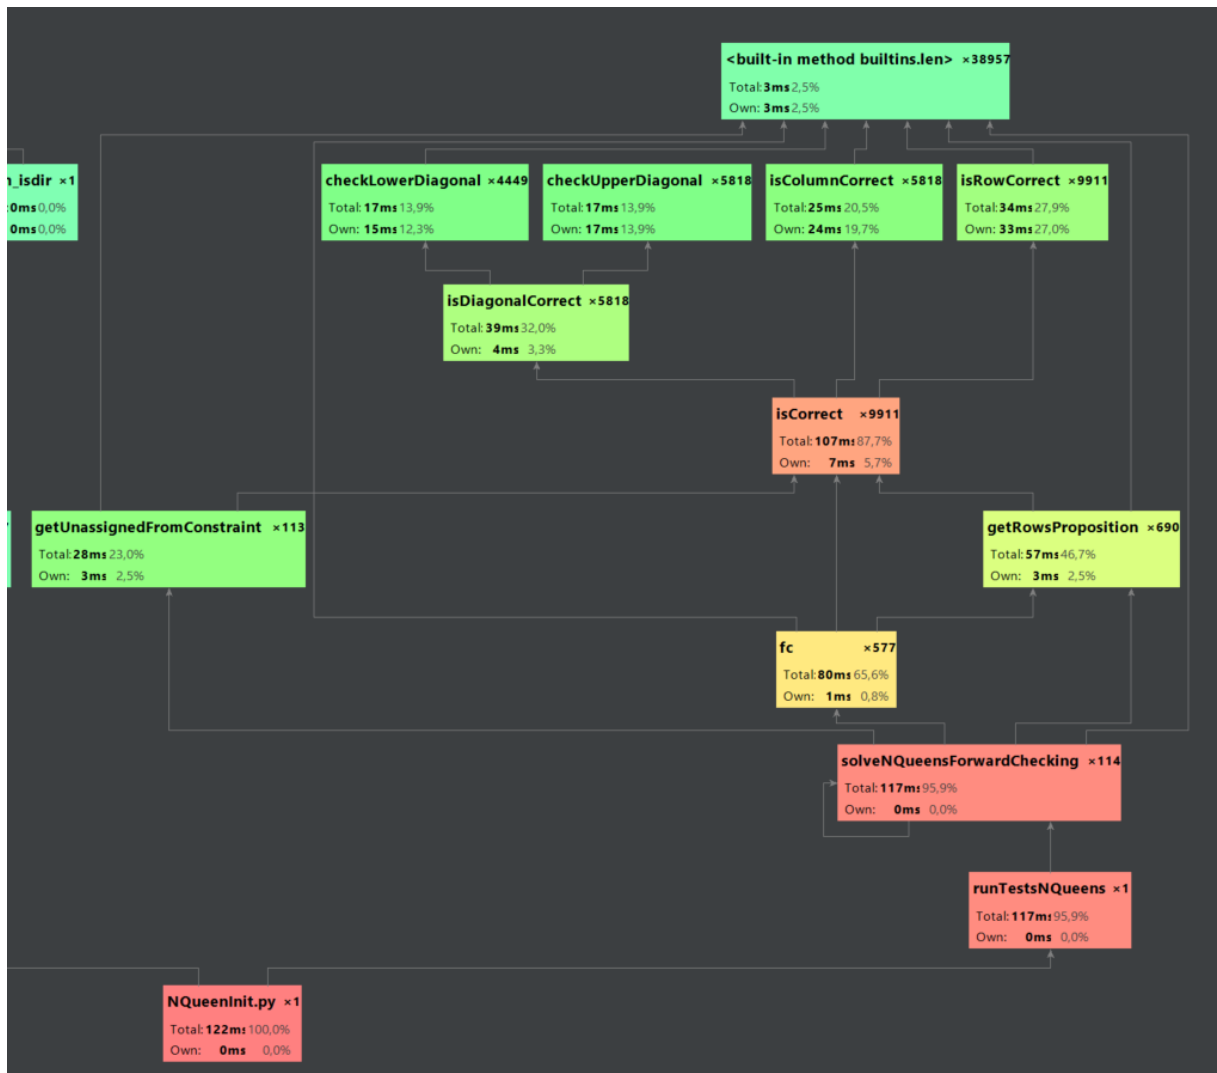 <built-in method builtins.len> ×38957
Total: 3ms 2,5%
Own: 3ms 2,5%
_isdir ×1
0ms 0,0%
0ms 0,0%
checkLowerDiagonal ×4449
Total: 17ms 13,9%
Own: 15ms 12,3%
checkUpperDiagonal ×5818
Total: 17ms 13,9%
Own: 17ms 13,9%
isColumnCorrect ×5818
Total: 25ms 20,5%
Own: 24ms 19,7%
isRowCorrect ×9911
Total: 34ms 27,9%
Own: 33ms 27,0%
isDiagonalCorrect ×5818
Total: 39ms 32,0%
Own: 4ms 3,3%
isCorrect ×9911
Total: 107ms 87,7%
Own: 7ms 5,7%
getUnassignedFromConstraint ×113
Total: 28ms 23,0%
Own: 3ms 2,5%
getRowsProposition ×690
Total: 57ms 46,7%
Own: 3ms 2,5%
fc ×577
Total: 80ms 65,6%
Own: 1ms 0,8%
solveNQueensForwardChecking ×114
Total: 117ms 95,9%
Own: 0ms 0,0%
runTestsNQueens ×1
Total: 117ms 95,9%
Own: 0ms 0,0%
NQueenInit.py ×1
Total: 122ms 100,0%
Own: 0ms 0,0%